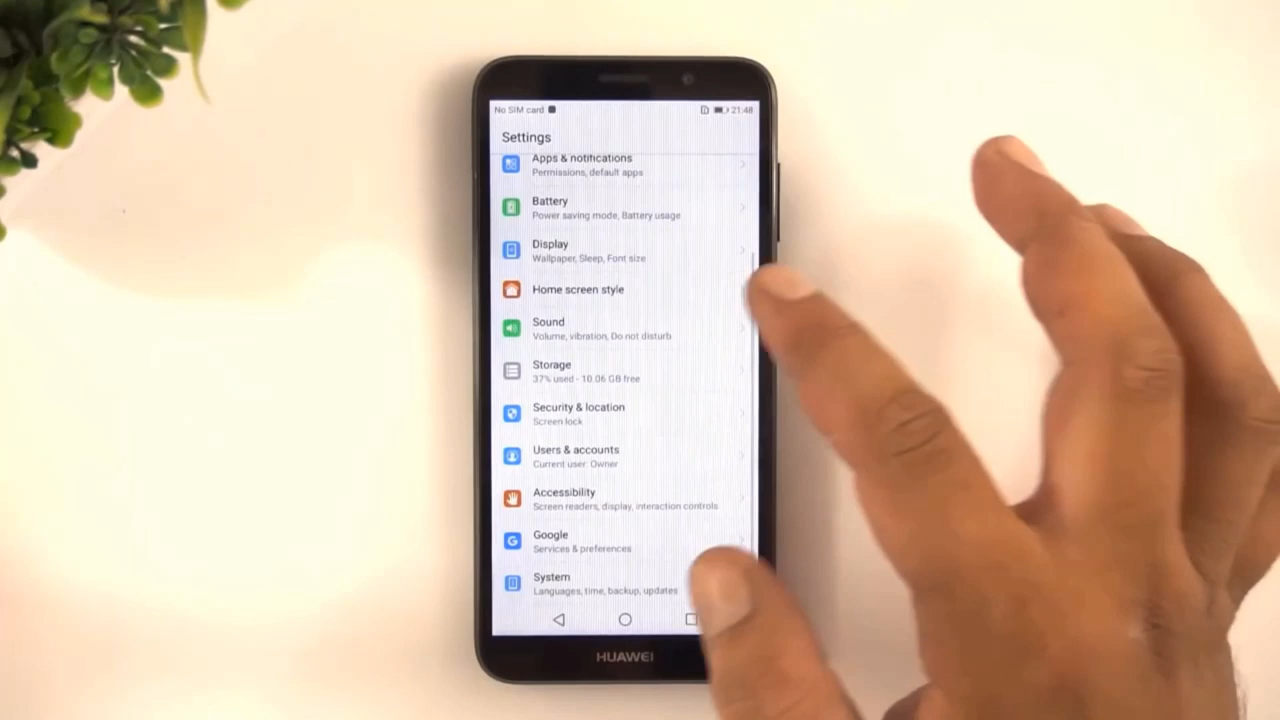 No SIM card 21:48
Settings
Apps & notifications
Permissions, default apps
Battery
Power saving mode, Battery usage
Display
Wallpaper, Sleep, Font size
Home screen style
Sound
Volume, vibration, Do not disturb
Storage
37% used - 10.06 GB free
Security & location
Screen lock
Users & accounts
Current user: Owner
Accessibility
Screen readers, display, interaction controls
Google
Services & preferences
System
Languages, time, backup, updates
HUAWEI